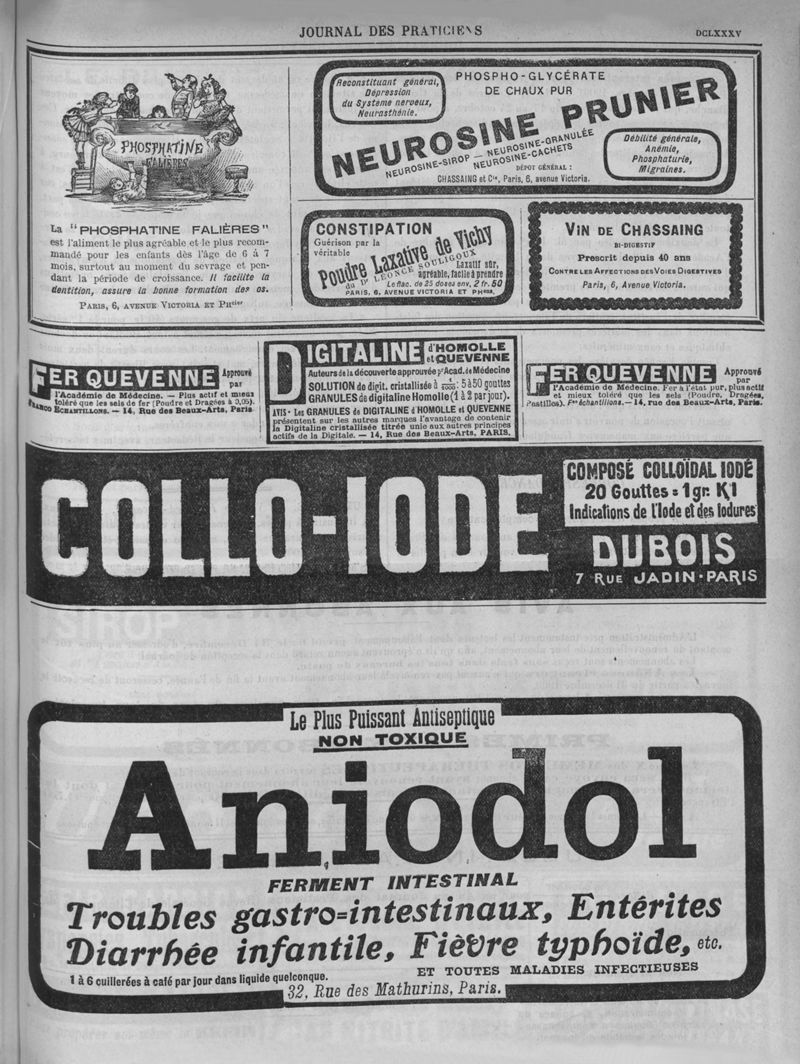 JOURNAL DES PRATICIENS
DCLXXXV
PHOSPHATINE
FALIÈRES
La "PHOSPHATINE FALIÈRES"
est l'aliment le plus agréable et le plus recom-
mandé pour les enfants dès l'âge de 6 à 7
mois, surtout au moment du sevrage et pen-
dant la période de croissance. Il facilite la
dentition, assure la bonne formation des os.
PARIS, 6, AVENUE VICTORIA ET Phcies
Reconstituant général,
Dépression
du Système nerveux,
Neurasthénie.
PHOSPHO-GLYCÉRATE
DE CHAUX PUR
NEUROSINE PRUNIER
NEUROSINE-SIROP — NEUROSINE-GRANULÉE
NEUROSINE-CACHETS
DÉPOT GÉNÉRAL :
CHASSAING et Cie, Paris, 6, avenue Victoria.
Débilité générale,
Anémie,
Phosphaturie,
Migraines.
CONSTIPATION
Guérison par la
véritable
Poudre Laxative de Vichy
du Dr LÉONCE SOULIGOUX
Laxatif sûr,
agréable, facile à prendre
Le flac. de 25 doses env. 2 fr. 50
PARIS, 6, AVENUE VICTORIA ET PHies.
VIN DE CHASSAING
BI-DIGESTIF
Prescrit depuis 40 ans
CONTRE LES AFFECTIONS DES VOIES DIGESTIVES
Paris, 6, Avenue Victoria.
FER QUEVENNE Approuvé
par
l'Académie de Médecine. — Plus actif et mieux
toléré que les sels de fer (Poudre et Dragées à 0,05).
FRANCO ECHANTILLONS. — 14, Rue des Beaux-Arts, Paris.
DIGITALINE d'HOMOLLE
et QUEVENNE
Auteurs de la découverte approuvée pr Acad. de Médecine
SOLUTION de digit. cristallisée à 1/1000 : 5 à 50 gouttes
GRANULES de digitaline Homolle (1 à 2 par jour).
AVIS - Les GRANULES de DIGITALINE d'HOMOLLE et QUEVENNE
présentent sur les autres marques l'avantage de contenir
la Digitaline cristallisée titrée unie aux autres principes
actifs de la Digitale. — 14, Rue des Beaux-Arts, PARIS.
FER QUEVENNE Approuvé
par
l'Académie de Médecine. Fer à l'état pur, plus actif
et mieux toléré que les sels (Poudre, Dragées,
Pastilles). Fco échantillons. — 14, rue des Beaux-Arts, Paris.
COLLO-IODE
COMPOSÉ COLLOÏDAL IODÉ
20 Gouttes = 1 gr. KI
Indications de l'Iode et des Iodures
DUBOIS
7 RUE JADIN-PARIS
Le Plus Puissant Antiseptique
NON TOXIQUE
Aniodol
FERMENT INTESTINAL
Troubles gastro=intestinaux, Entérites
Diarrhée infantile, Fièvre typhoïde, etc.
ET TOUTES MALADIES INFECTIEUSES
1 à 6 cuillerées à café par jour dans liquide quelconque.
32, Rue des Mathurins, Paris.